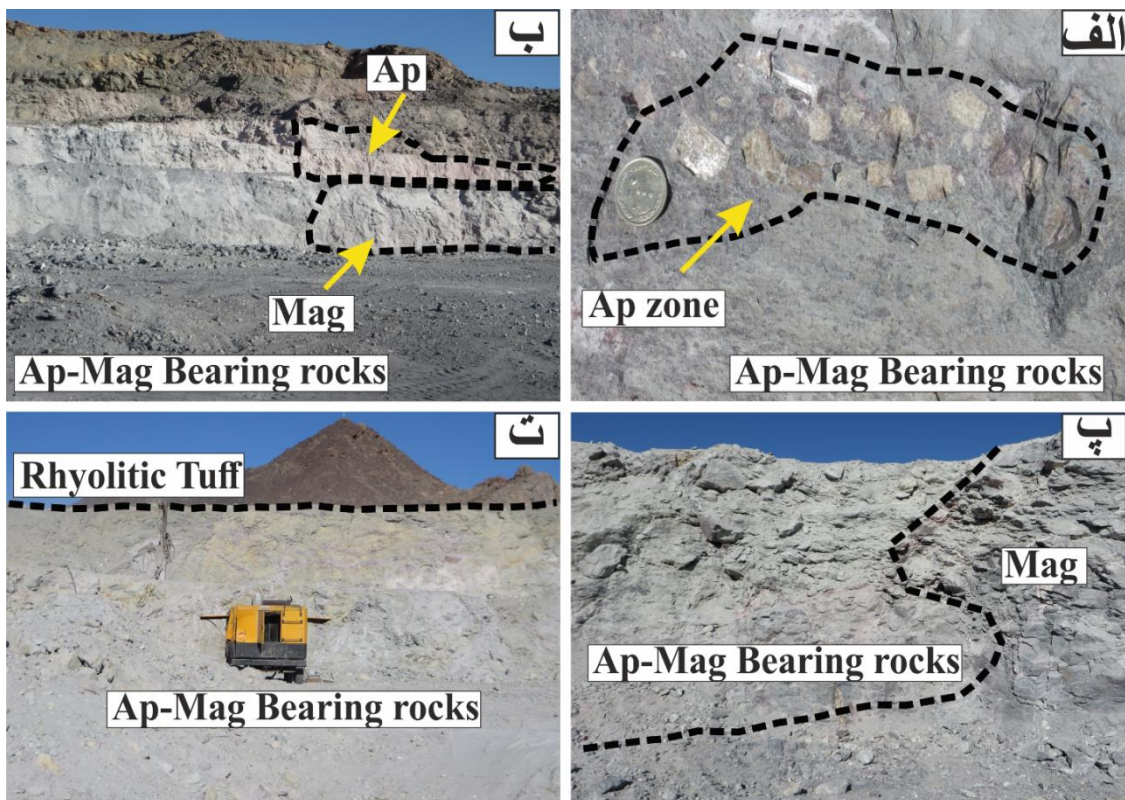 الف
Ap zone
Ap-Mag Bearing rocks
ب
Ap
Mag
Ap-Mag Bearing rocks
پ
Mag
Ap-Mag Bearing rocks
ت
Rhyolitic Tuff
Ap-Mag Bearing rocks